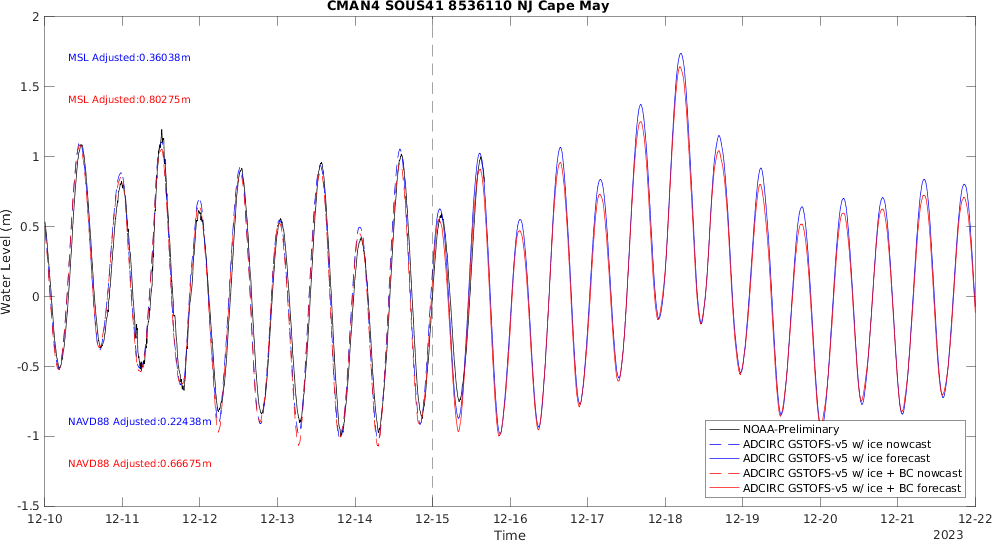 CMAN4 SOUS41 8536110 NJ Cape May
2
MSL Adjusted:0.36038m
1.5
MSL Adjusted:0.80275m
1
0.5
Water Level (m)
0
-0.5
NAVD88 Adjusted:0.22438m
-1
NAVD88 Adjusted:0.66675m
-1.5
NOAA-Preliminary
ADCIRC GSTOFS-v5 w/ ice nowcast
ADCIRC GSTOFS-v5 w/ ice forecast
ADCIRC GSTOFS-v5 w/ ice + BC nowcast
ADCIRC GSTOFS-v5 w/ ice + BC forecast
12-10 12-11 12-12 12-13 12-14 12-15 12-16 12-17 12-18 12-19 12-20 12-21 12-22
Time
2023